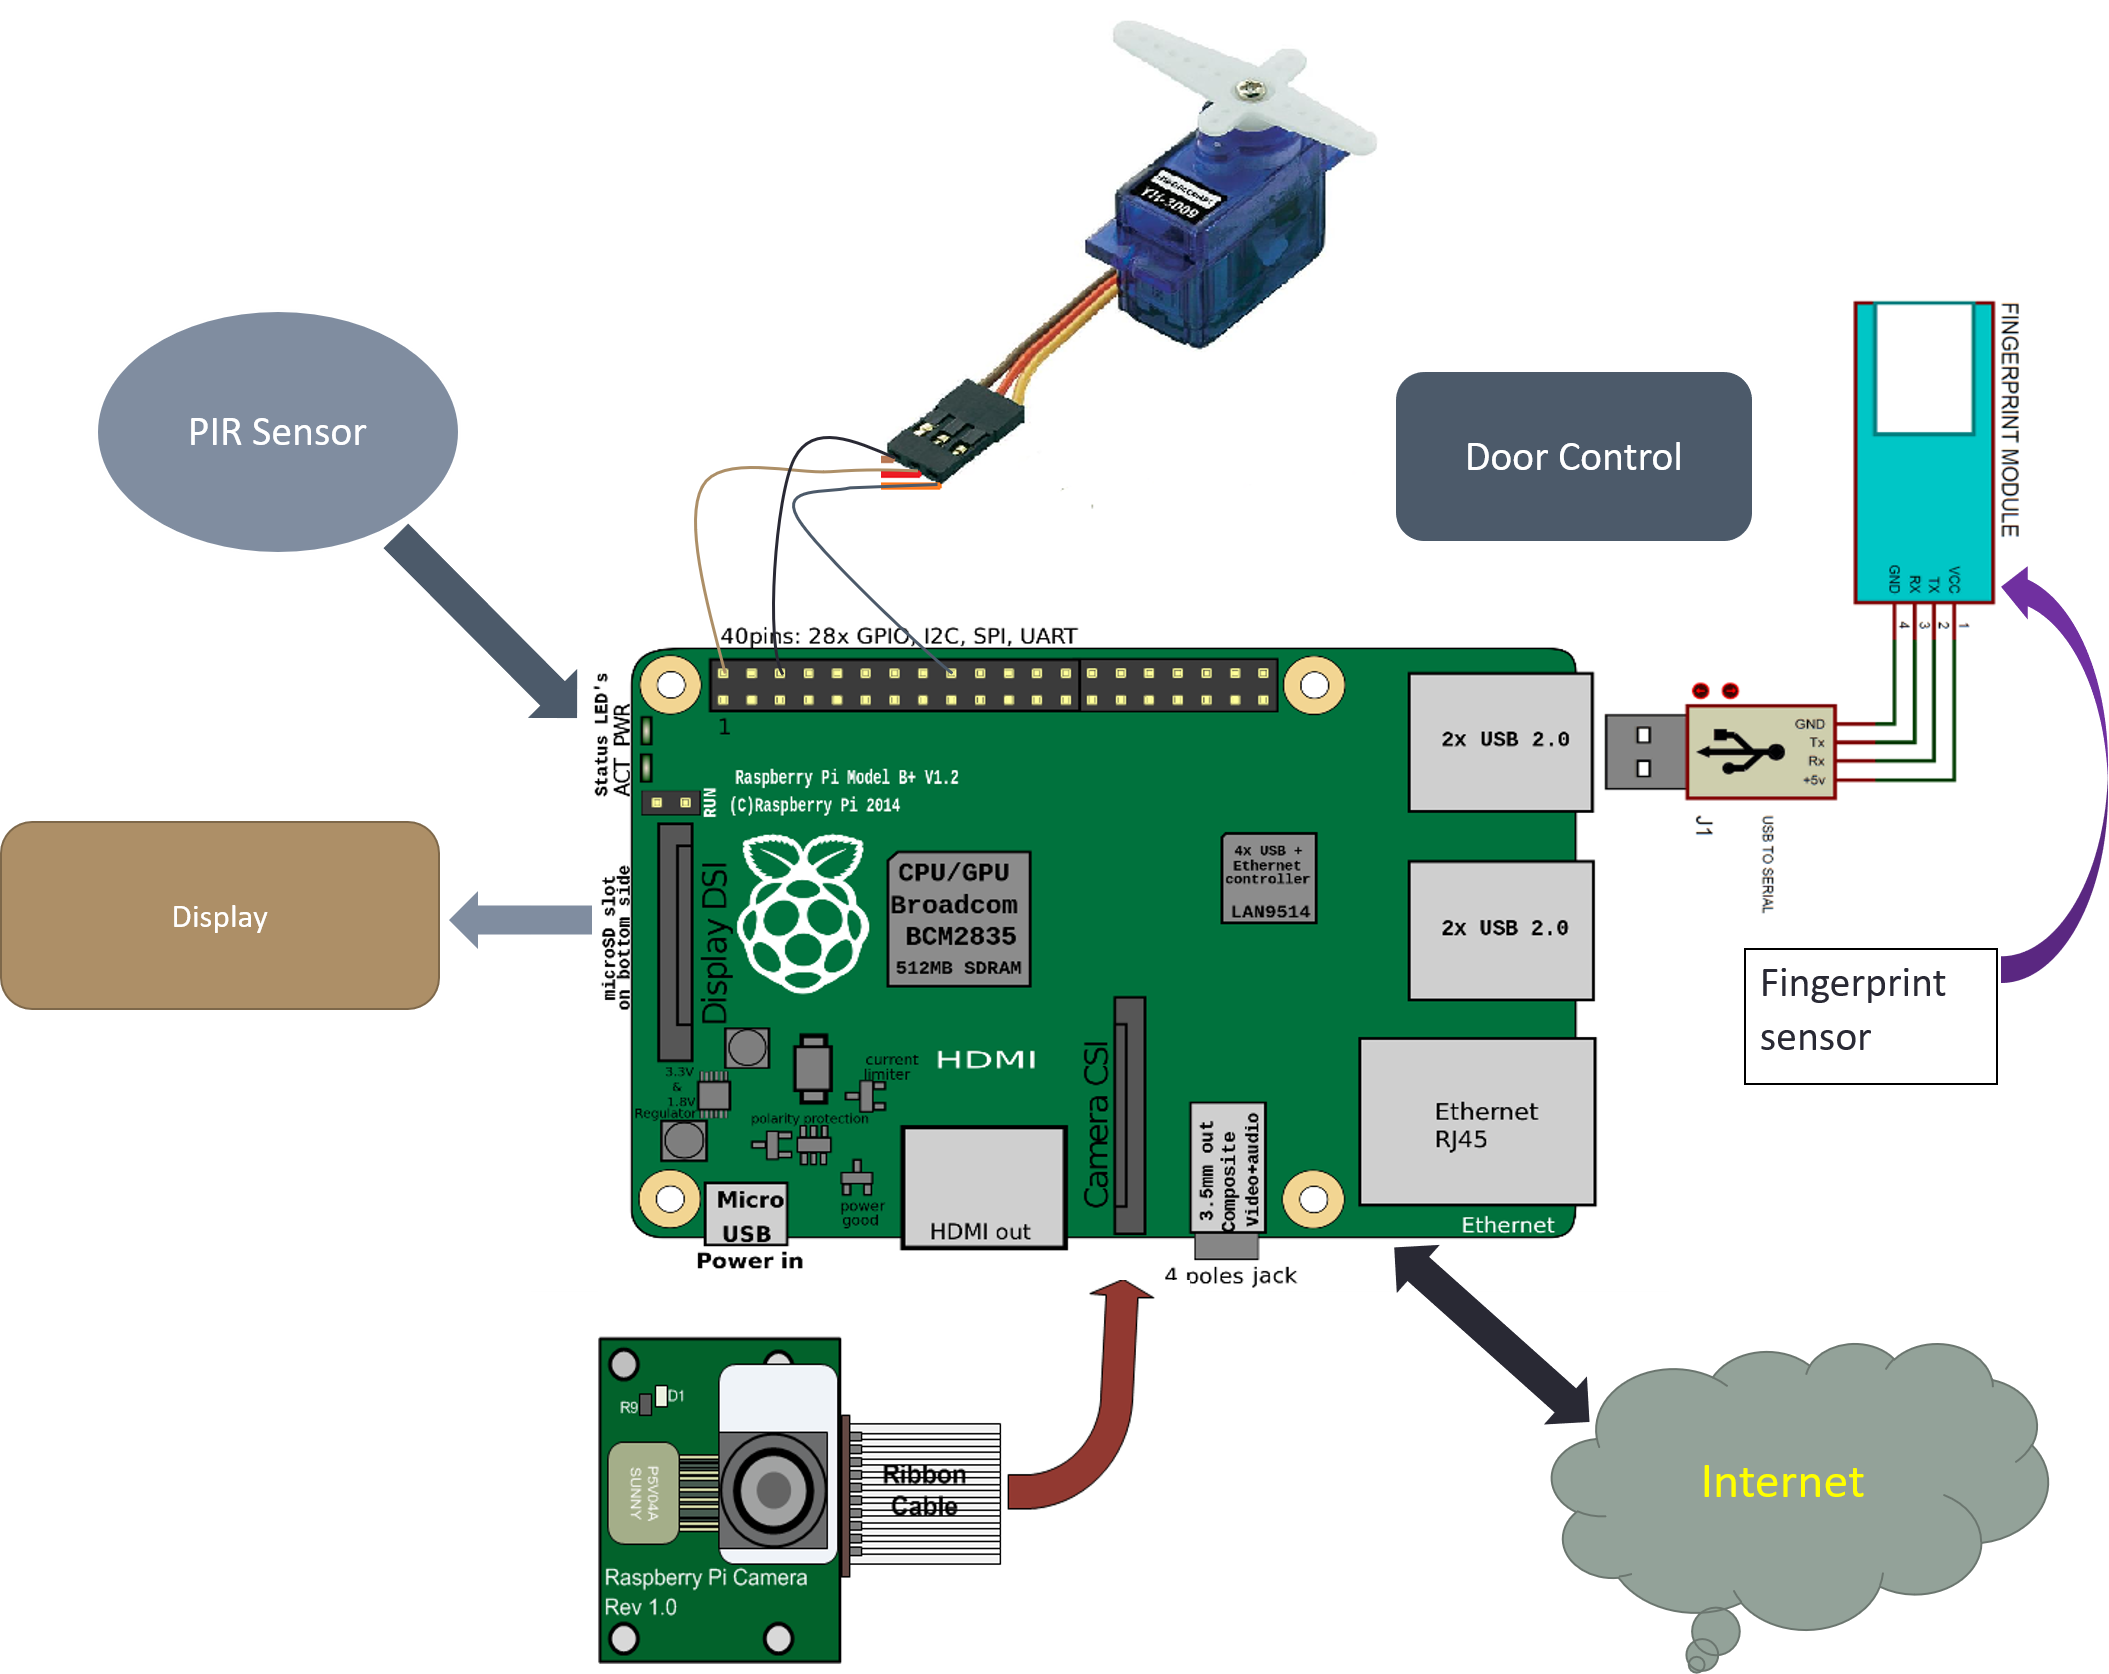 YH-3009
PIR Sensor
Door Control
FINGERPRINT MODULE
GND
RX
TX
VCC
4
3
2
1
40pins: 28x GPIO, I2C, SPI, UART
1
Status LED's
PWR
ACT
RUN
Raspberry Pi Model B+ V1.2
(C)Raspberry Pi 2014
2x USB 2.0
GND
Tx
Rx
+5v
J1
USB TO SERIAL
Display
microSD slot
on bottom side
Display DSI
CPU/GPU
Broadcom
BCM2835
512MB SDRAM
4x USB +
Ethernet
controller
LAN9514
2x USB 2.0
Fingerprint
sensor
3.3V
&
1.8V
Regulator
current
limiter
polarity protection
power
good
HDMI
Camera CSI
3.5mm out
Composite
Video+audio
Ethernet
RJ45
Ethernet
Micro
USB
Power in
HDMI out
4 poles jack
R9
D1
P5V04A
SUNNY
Ribbon
Cable
Raspberry Pi Camera
Rev 1.0
Internet